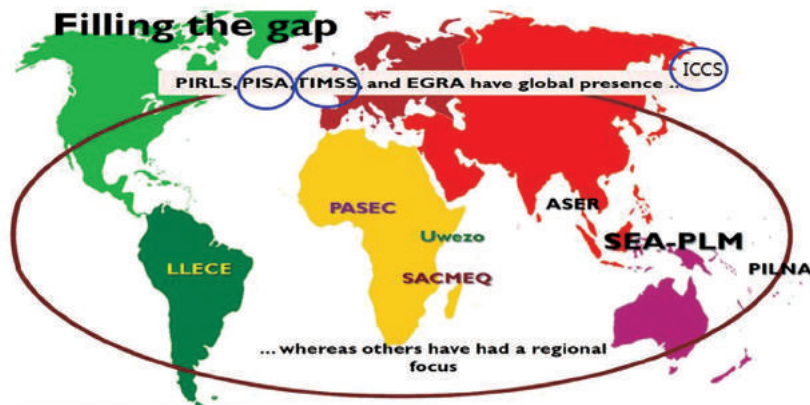 Filling the gap
PIRLS, PISA, TIMSS, and EGRA have global presence ...
ICCS
ASER
PASEC
Uwezo
SEA-PLM
LLECE
SACMEQ
PILNA
... whereas others have had a regional
focus